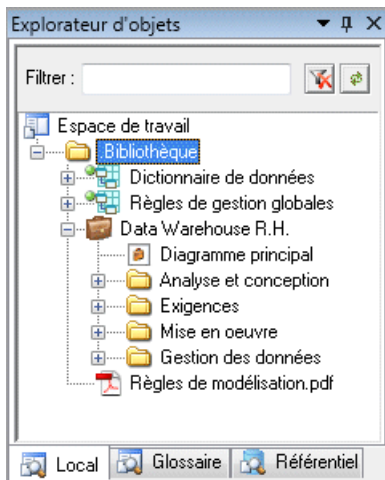 Explorateur d'objets
Filtrer :
Espace de travail
Bibliothèque
Dictionnaire de données
Règles de gestion globales
Data Warehouse R.H.
Diagramme principal
Analyse et conception
Exigences
Mise en oeuvre
Gestion des données
Règles de modélisation.pdf
Local Glossaire Référentiel